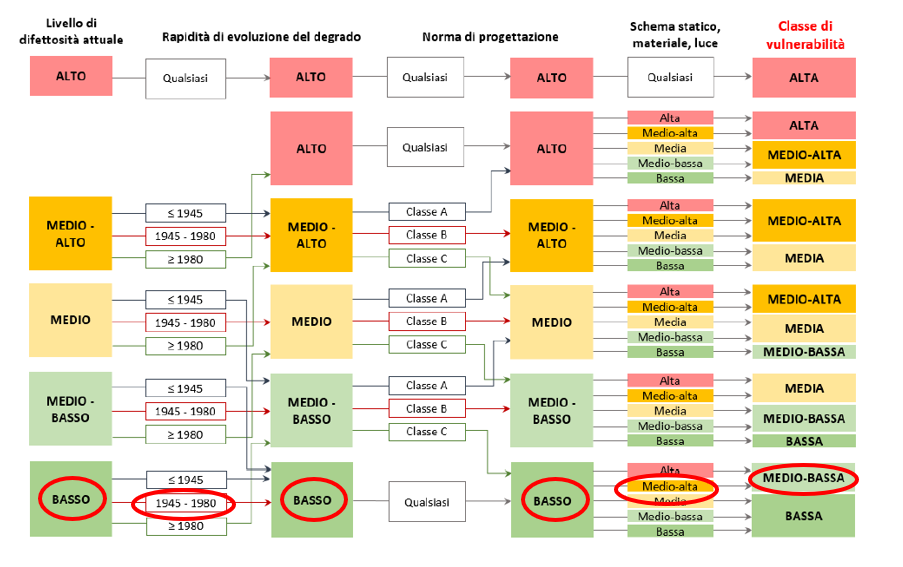 Livello di
difettosità attuale
Rapidità di evoluzione del degrado
Norma di progettazione
Schema statico,
materiale, luce
Classe di
vulnerabilità
ALTO
Qualsiasi
ALTO
Qualsiasi
ALTO
Qualsiasi
ALTA
ALTO
Qualsiasi
ALTO
Alta
Medio-alta
Media
Medio-bassa
Bassa
ALTA
MEDIO-ALTA
MEDIA
MEDIO -
ALTO
≤ 1945
1945 - 1980
≥ 1980
MEDIO -
ALTO
Classe A
Classe B
Classe C
MEDIO -
ALTO
Alta
Medio-alta
Media
Medio-bassa
Bassa
MEDIO-ALTA
MEDIA
MEDIO
≤ 1945
1945 - 1980
≥ 1980
MEDIO
Classe A
Classe B
Classe C
MEDIO
Alta
Medio-alta
Media
Medio-bassa
Bassa
MEDIO-ALTA
MEDIA
MEDIO-BASSA
MEDIO -
BASSO
≤ 1945
1945 - 1980
≥ 1980
MEDIO -
BASSO
Classe A
Classe B
Classe C
MEDIO -
BASSO
Alta
Medio-alta
Media
Medio-bassa
Bassa
MEDIA
MEDIO-BASSA
BASSA
BASSO
≤ 1945
1945 - 1980
≥ 1980
BASSO
Qualsiasi
BASSO
Alta
Medio-alta
Media
Medio-bassa
Bassa
MEDIO-BASSA
BASSA